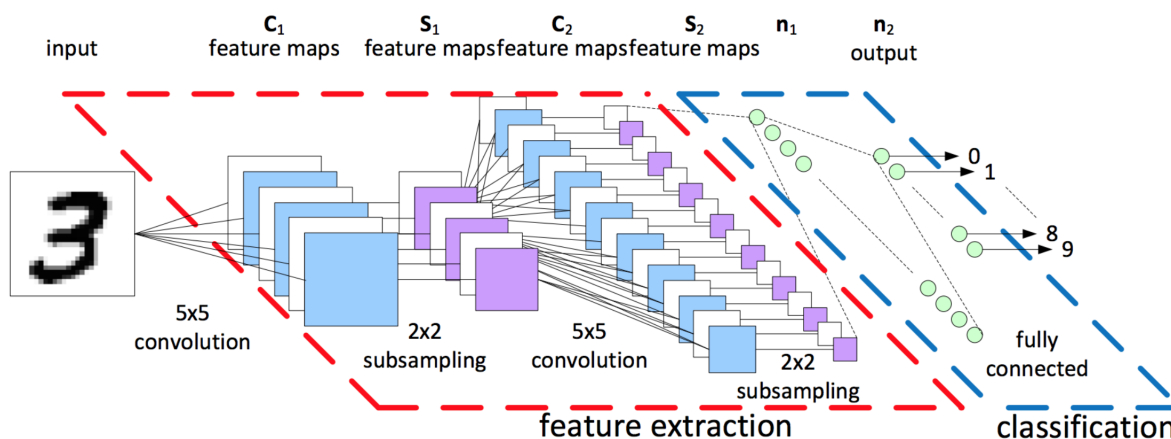 input
C₁
feature maps
S₁
feature maps
C₂
feature maps
S₂
feature maps
n₁
n₂
output
0
1
8
9
5x5
convolution
2x2
subsampling
5x5
convolution
2x2
subsampling
fully
connected
feature extraction
classification